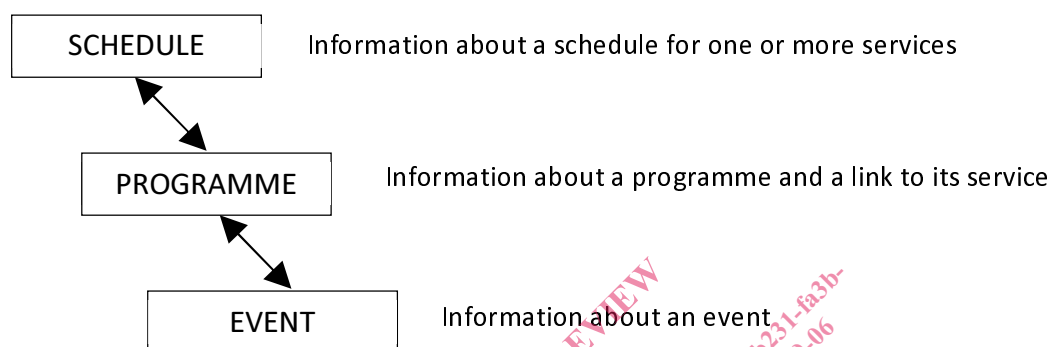 SCHEDULE Information about a schedule for one or more services
PROGRAMME Information about a programme and a link to its service
EVENT Information about an event